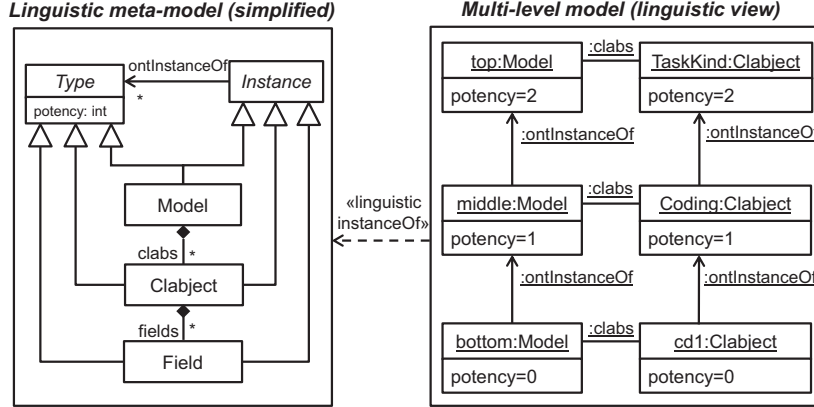 Linguistic meta-model (simplified)
Type
potency: int
ontInstanceOf
*
Instance
Model
clabs *
Clabject
fields *
Field
«linguistic
instanceOf»
Multi-level model (linguistic view)
top:Model
potency=2
:clabs
TaskKind:Clabject
potency=2
:ontInstanceOf
:ontInstanceOf
middle:Model
potency=1
:clabs
Coding:Clabject
potency=1
:ontInstanceOf
:ontInstanceOf
bottom:Model
potency=0
:clabs
cd1:Clabject
potency=0